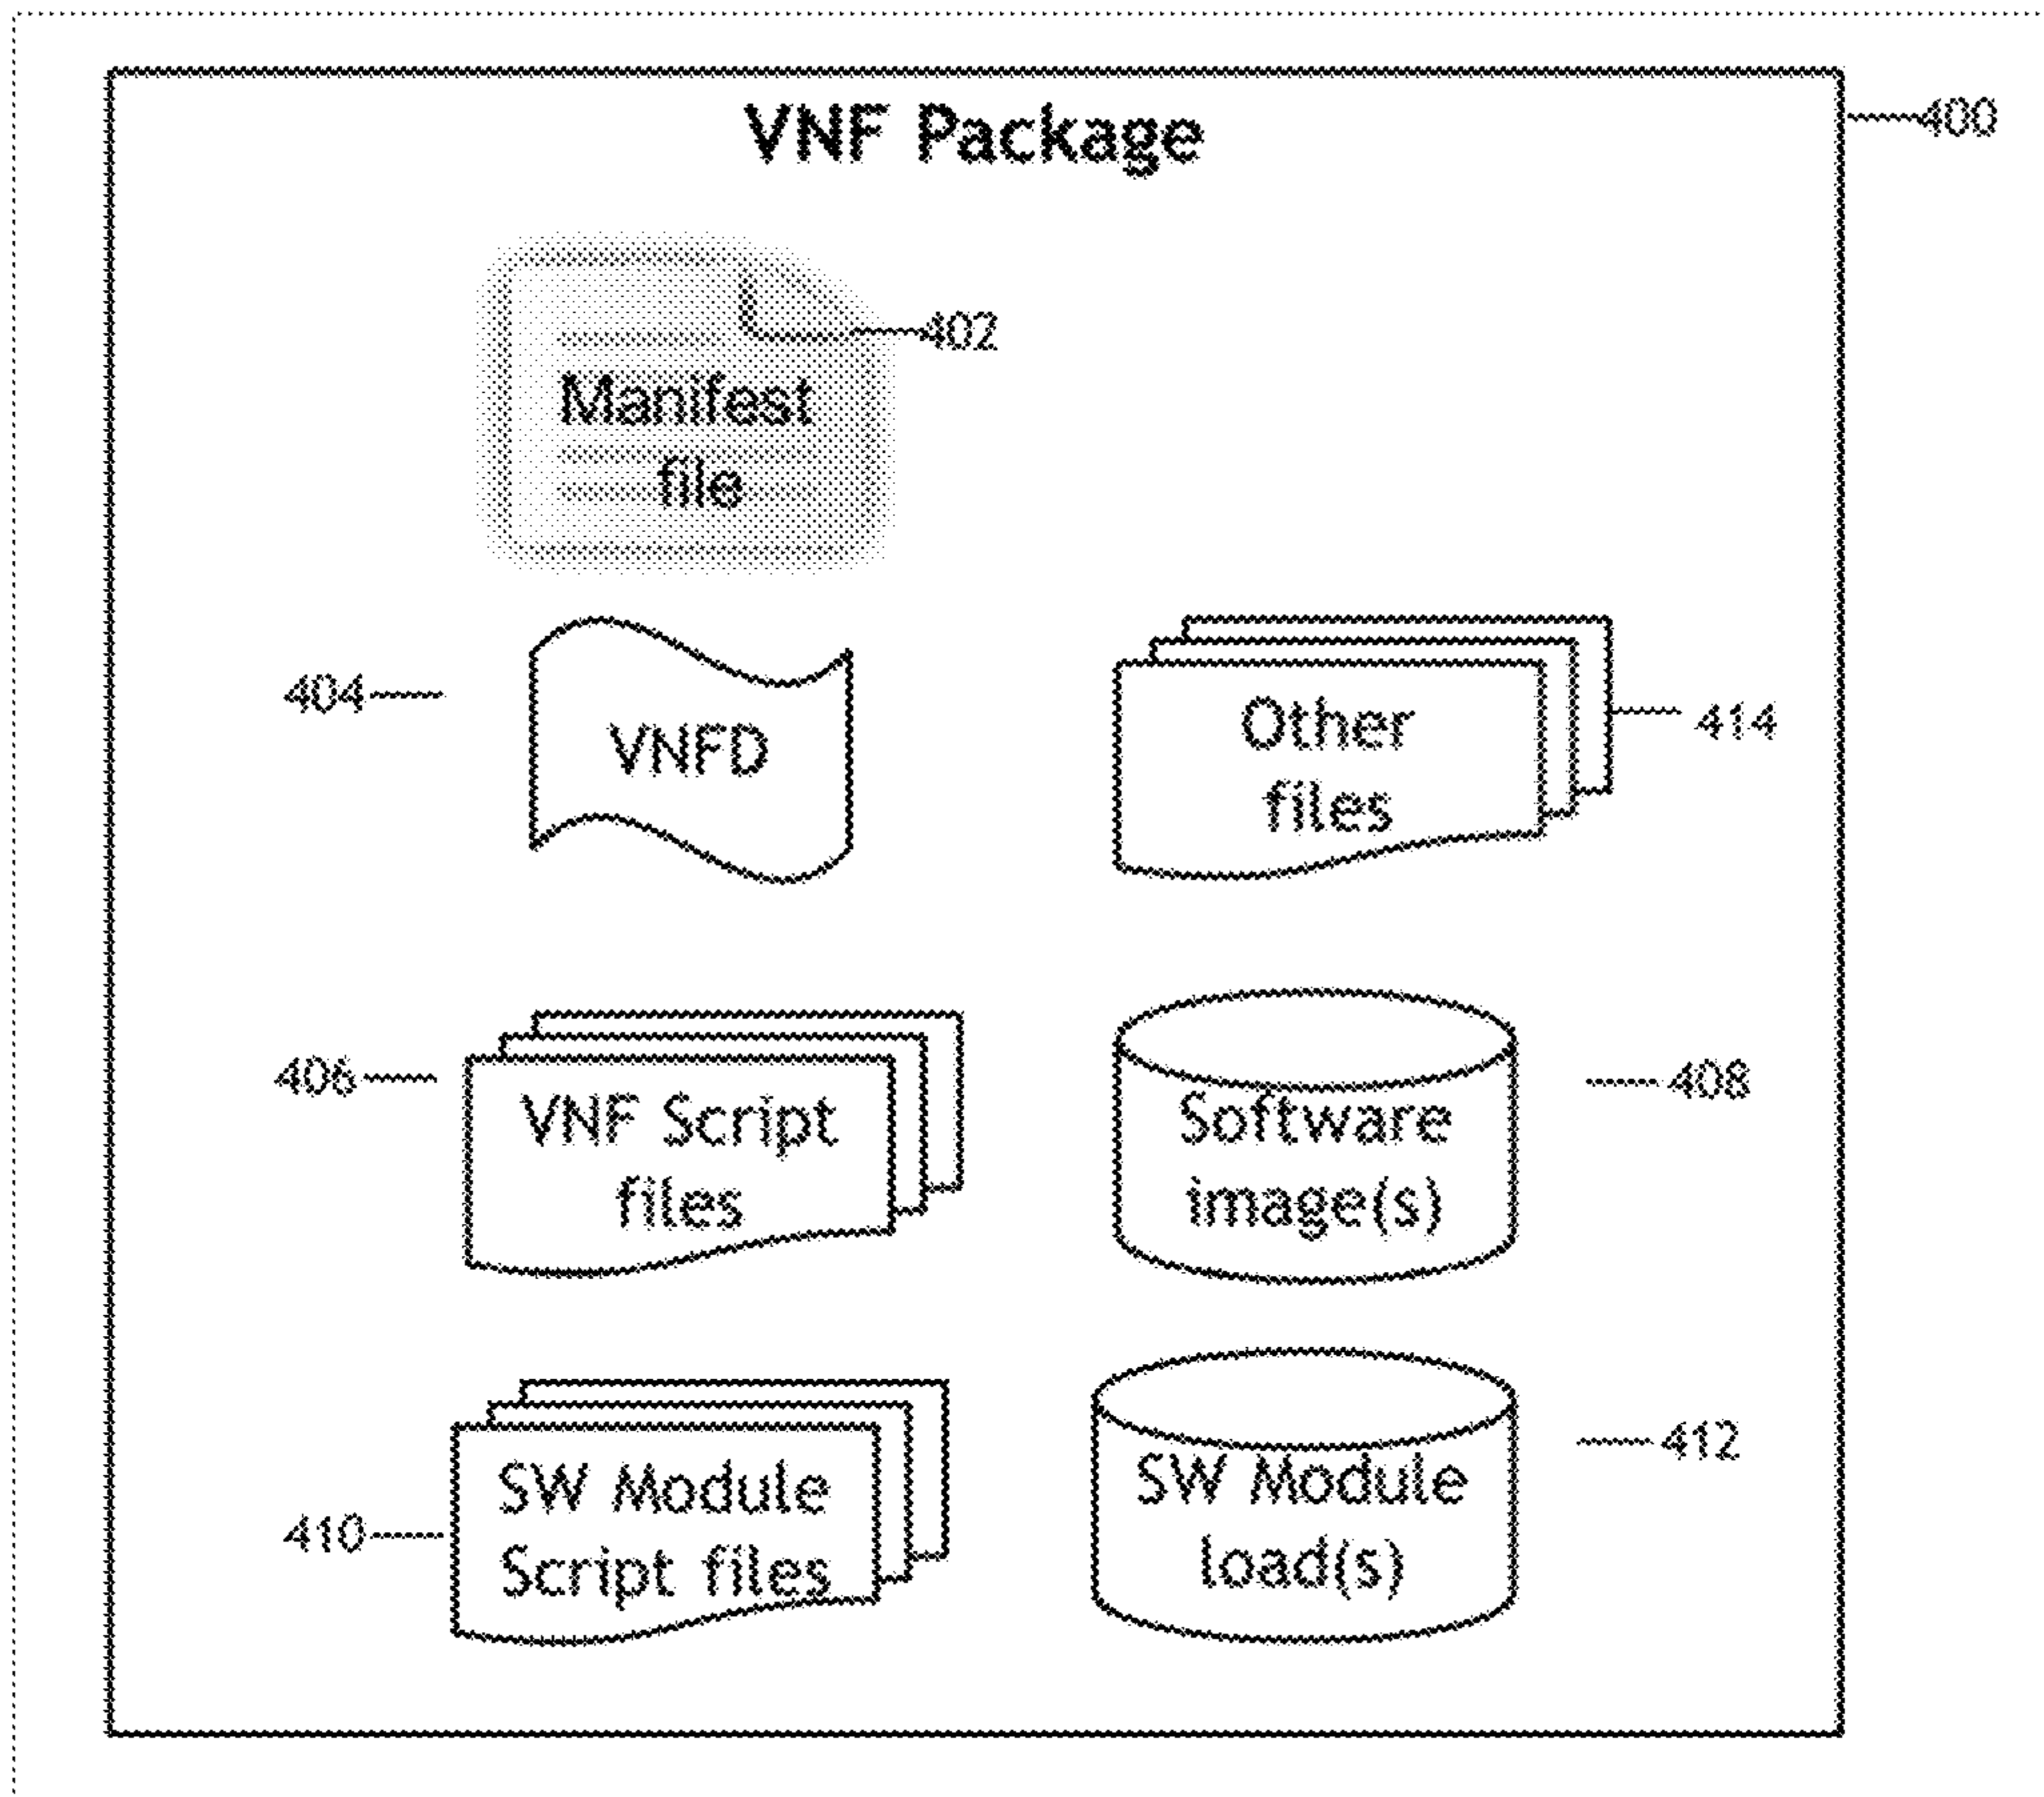 VNF Package
400
402
Manifest
file
404
VNFD
Other
files
414
406
VNF Script
files
Software
image(s)
408
410
SW Module
Script files
SW Module
load(s)
412